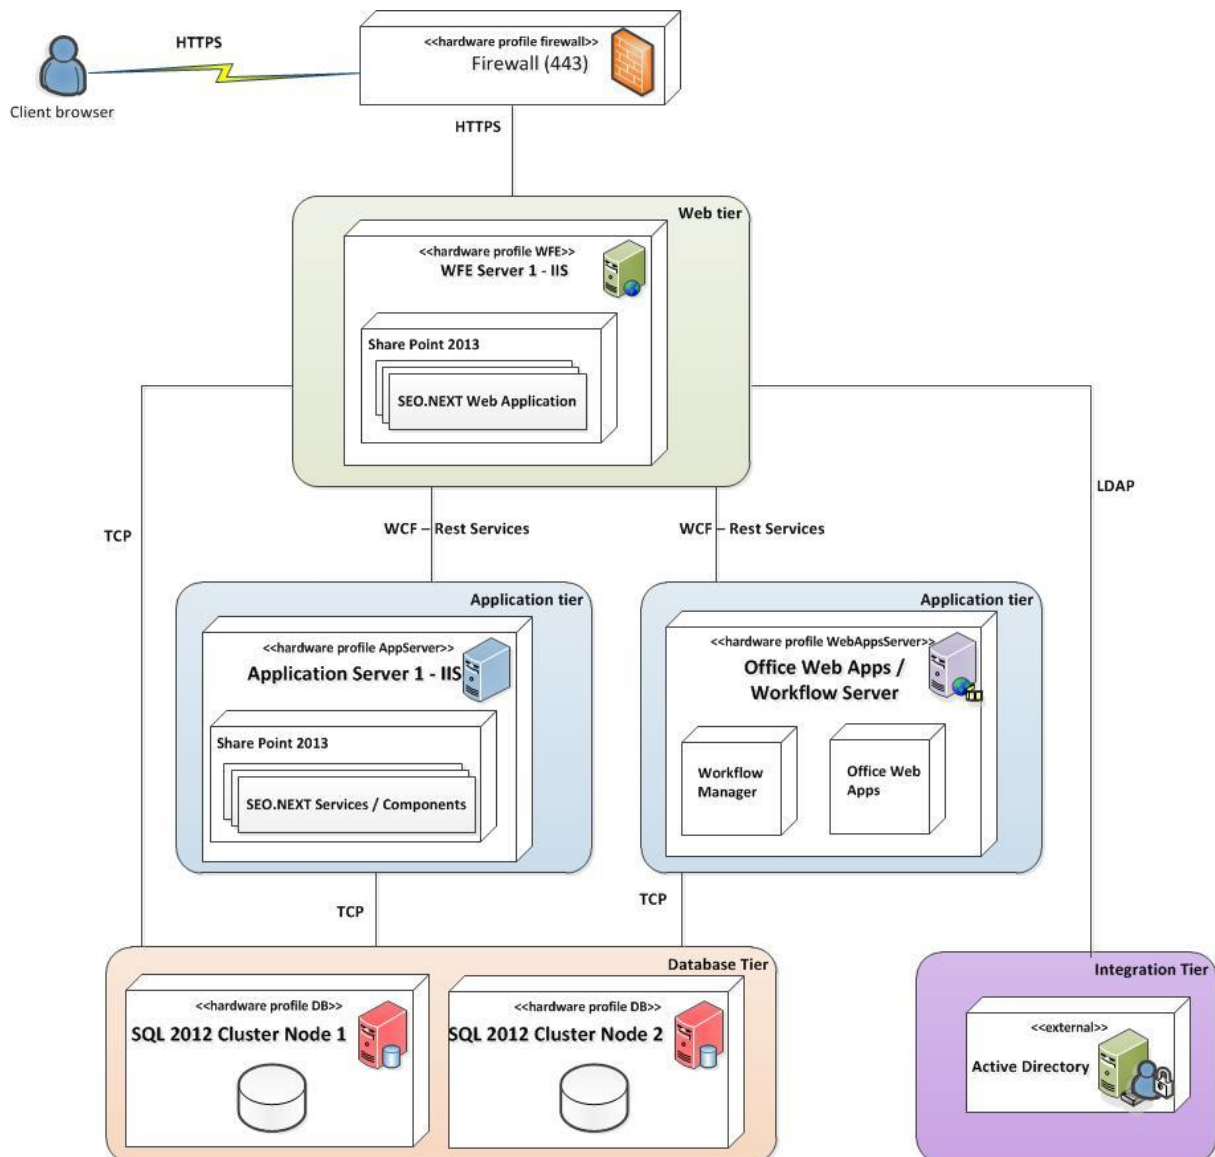 HTTPS
<<hardware profile firewall>>
Firewall (443)
Client browser
HTTPS
Web tier
<<hardware profile WFE>>
WFE Server 1 - IIS
Share Point 2013
SEO.NEXT Web Application
TCP
WCF – Rest Services
WCF – Rest Services
LDAP
Application tier
<<hardware profile AppServer>>
Application Server 1 - IIS
Share Point 2013
SEO.NEXT Services / Components
Application tier
<<hardware profile WebAppsServer>>
Office Web Apps /
Workflow Server
Workflow
Manager
Office Web
Apps
TCP
TCP
Database Tier
<<hardware profile DB>>
SQL 2012 Cluster Node 1
<<hardware profile DB>>
SQL 2012 Cluster Node 2
Integration Tier
<<external>>
Active Directory